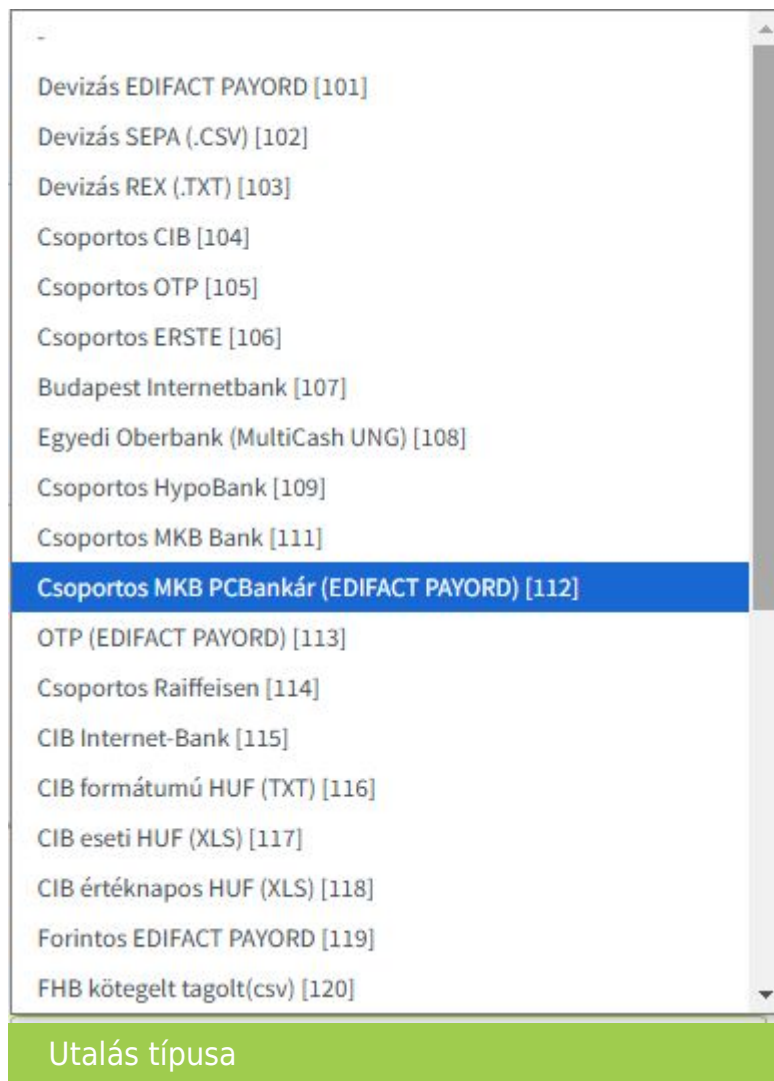 -
Devizás EDIFACT PAYORD [101]
Devizás SEPA (.CSV) [102]
Devizás REX (.TXT) [103]
Csoportos CIB [104]
Csoportos OTP [105]
Csoportos ERSTE [106]
Budapest Internetbank [107]
Egyedi Oberbank (MultiCash UNG) [108]
Csoportos HypoBank [109]
Csoportos MKB Bank [111]
Csoportos MKB PCBankár (EDIFACT PAYORD) [112]
OTP (EDIFACT PAYORD) [113]
Csoportos Raiffeisen [114]
CIB Internet-Bank [115]
CIB formátumú HUF (TXT) [116]
CIB eseti HUF (XLS) [117]
CIB értéknapos HUF (XLS) [118]
Forintos EDIFACT PAYORD [119]
FHB kötegelt tagolt(csv) [120]
Utalás típusa